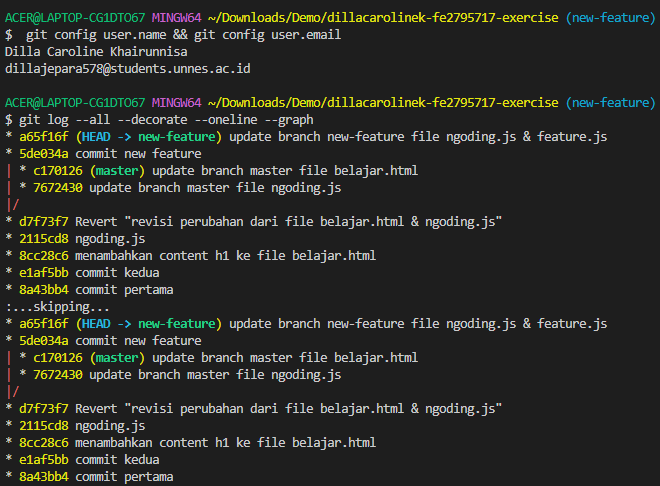 ACER@LAPTOP-CG1DTO67 MINGW64 ~/Downloads/Demo/dillacarolinek-fe2795717-exercise (new-feature)
$  git config user.name && git config user.email
Dilla Caroline Khairunnisa
dillajepara578@students.unnes.ac.id

ACER@LAPTOP-CG1DTO67 MINGW64 ~/Downloads/Demo/dillacarolinek-fe2795717-exercise (new-feature)
$ git log --all --decorate --oneline --graph
* a65f16f (HEAD -> new-feature) update branch new-feature file ngoding.js & feature.js
* 5de034a commit new feature
| * c170126 (master) update branch master file belajar.html
| * 7672430 update branch master file ngoding.js
|/
* d7f73f7 Revert "revisi perubahan dari file belajar.html & ngoding.js"
* 2115cd8 ngoding.js
* 8cc28c6 menambahkan content h1 ke file belajar.html
* e1af5bb commit kedua
* 8a43bb4 commit pertama
:...skipping...
* a65f16f (HEAD -> new-feature) update branch new-feature file ngoding.js & feature.js
* 5de034a commit new feature
| * c170126 (master) update branch master file belajar.html
| * 7672430 update branch master file ngoding.js
|/
* d7f73f7 Revert "revisi perubahan dari file belajar.html & ngoding.js"
* 2115cd8 ngoding.js
* 8cc28c6 menambahkan content h1 ke file belajar.html
* e1af5bb commit kedua
* 8a43bb4 commit pertama